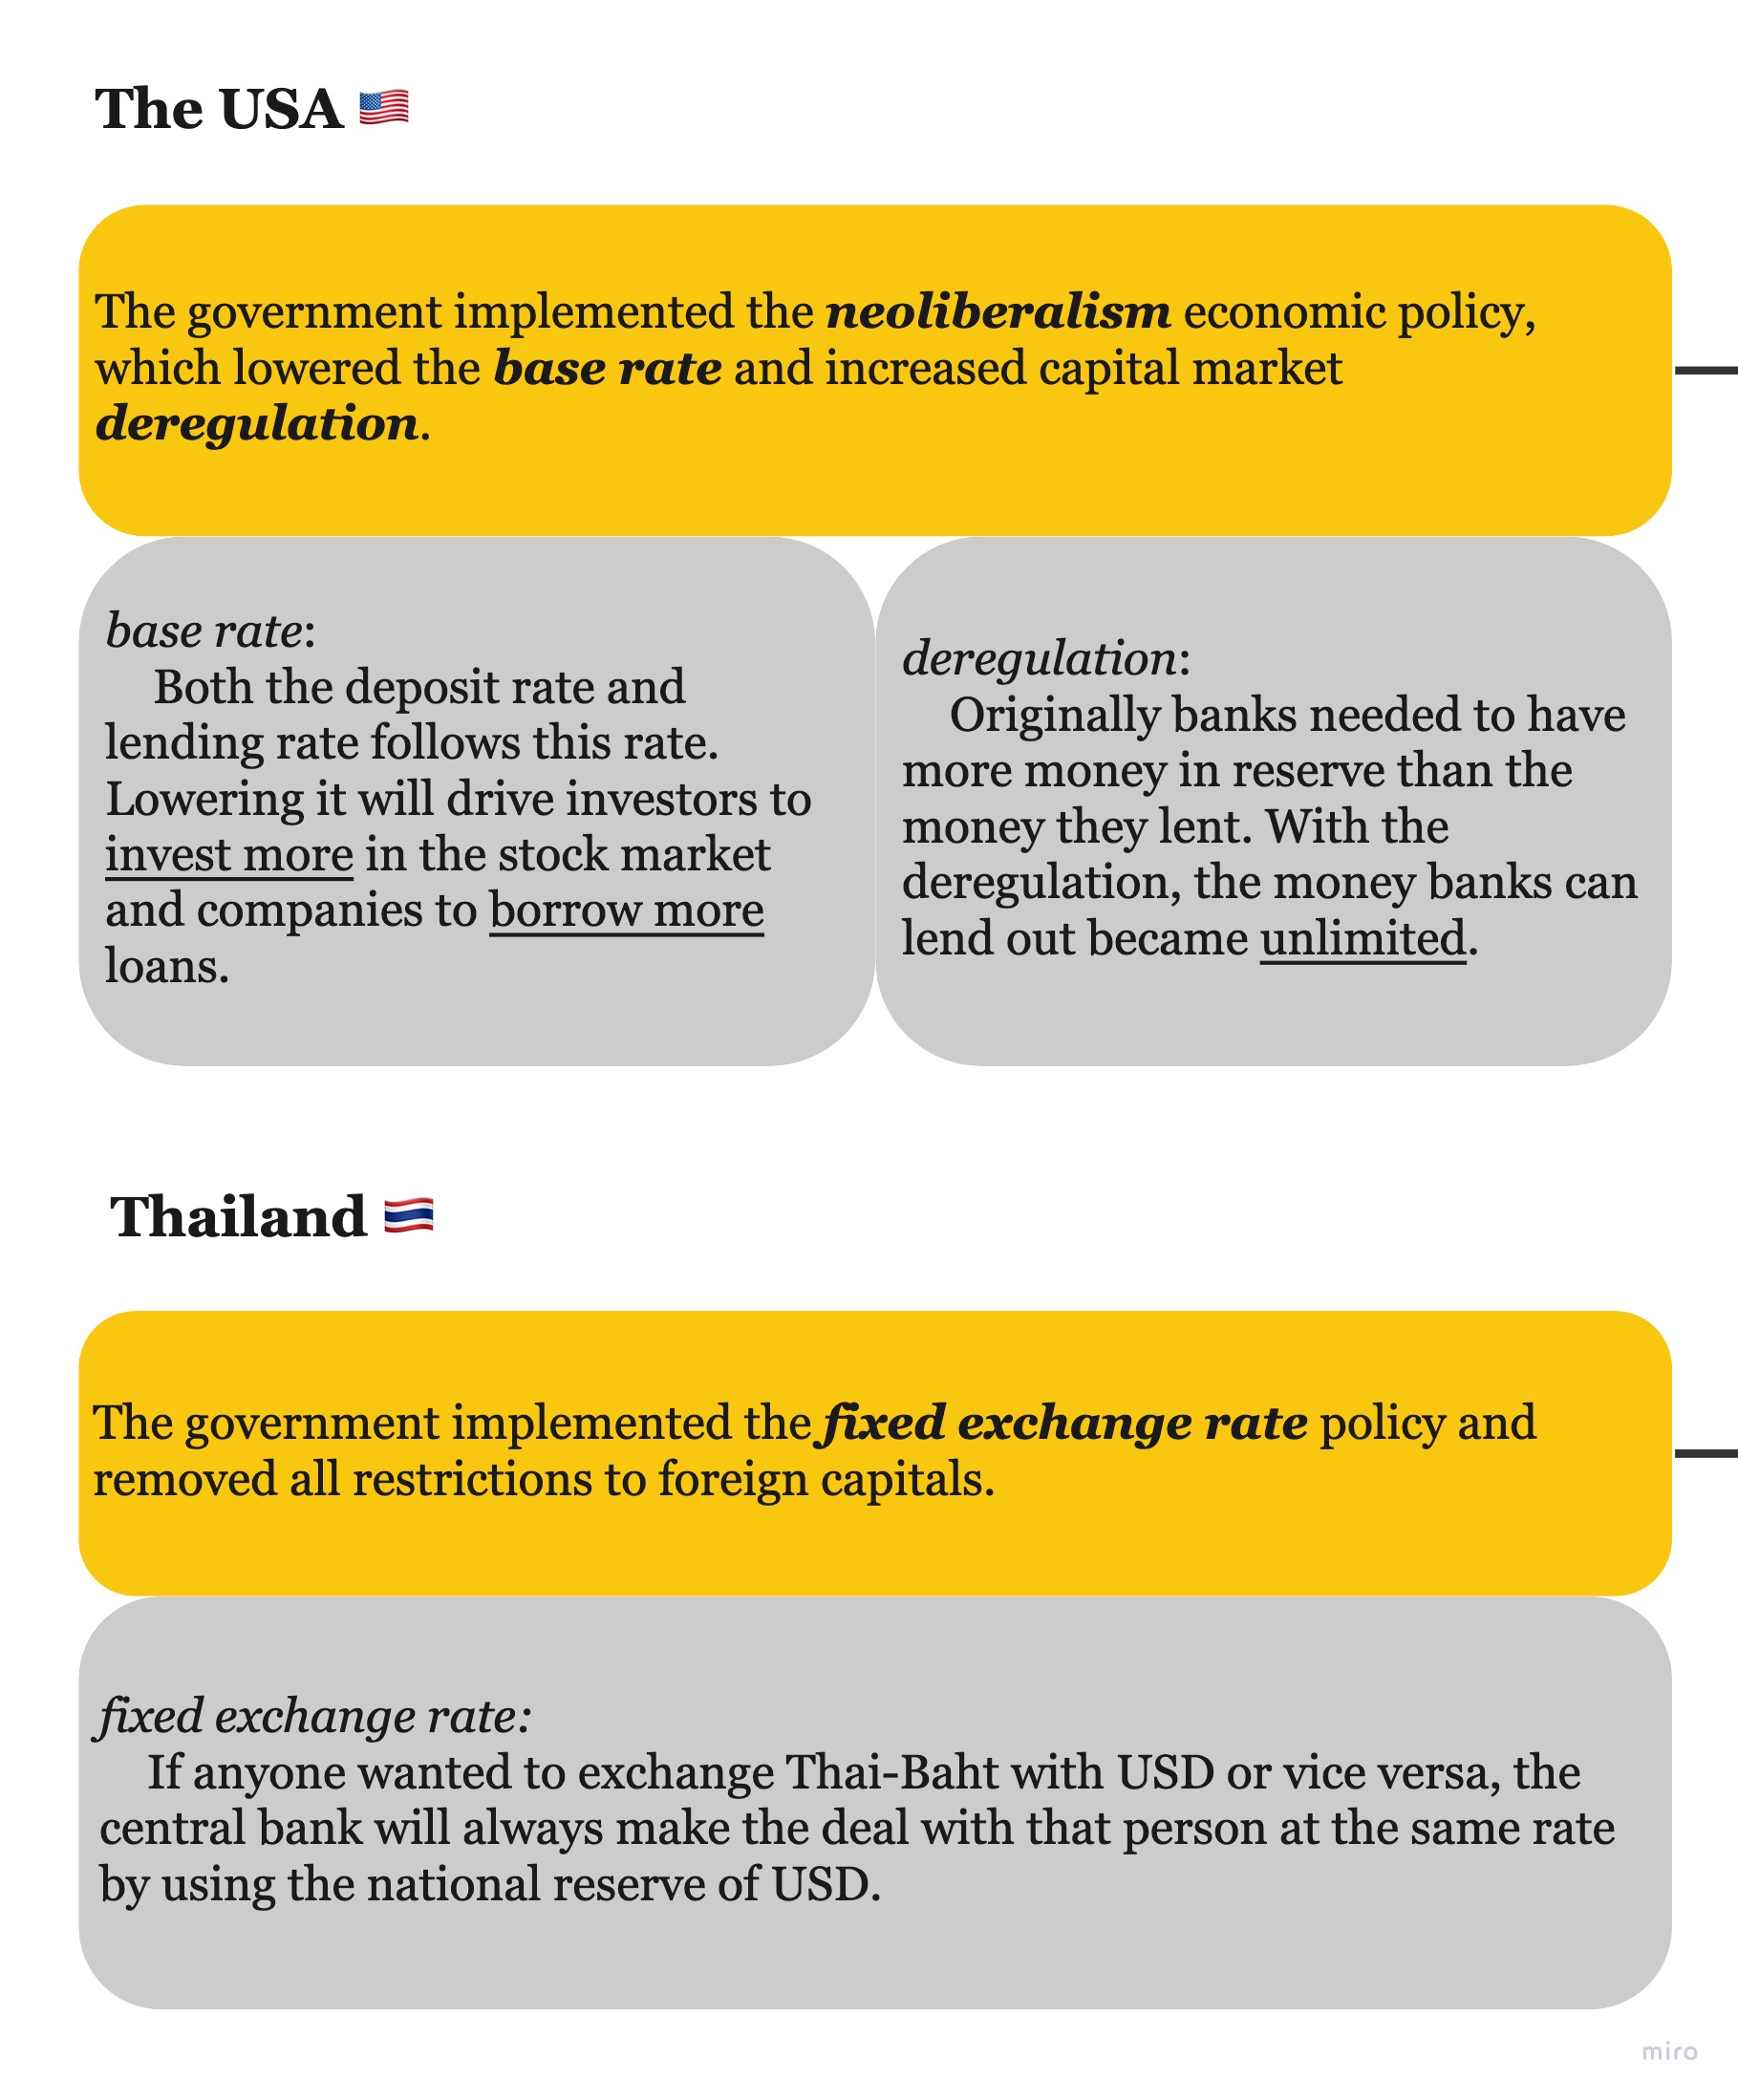 The USA 🇺🇸
The government implemented the neoliberalism economic policy,
which lowered the base rate and increased capital market
deregulation.
base rate:
Both the deposit rate and
lending rate follows this rate.
Lowering it will drive investors to
invest more in the stock market
and companies to borrow more
loans.
deregulation:
Originally banks needed to have
more money in reserve than the
money they lent. With the
deregulation, the money banks can
lend out became unlimited.
Thailand 🇹🇭
The government implemented the fixed exchange rate policy and
removed all restrictions to foreign capitals.
fixed exchange rate:
If anyone wanted to exchange Thai-Baht with USD or vice versa, the
central bank will always make the deal with that person at the same rate
by using the national reserve of USD.
miro